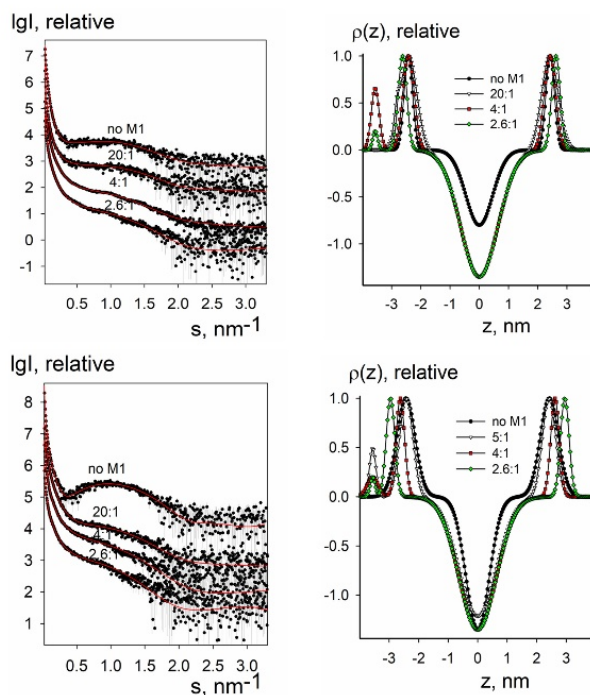 lgI, relative
7
6
5
4
3
2
1
0
-1
no M1
20:1
4:1
2.6:1
0.5 1.0 1.5 2.0 2.5 3.0
s, nm-1
ρ(z), relative
1.0
0.5
0.0
-0.5
-1.0
no M1
20:1
4:1
2.6:1
-3 -2 -1 0 1 2 3
z, nm
lgI, relative
8
7
6
5
4
3
2
1
no M1
20:1
4:1
2.6:1
0.5 1.0 1.5 2.0 2.5 3.0
s, nm-1
ρ(z), relative
1.0
0.5
0.0
-0.5
-1.0
no M1
5:1
4:1
2.6:1
-3 -2 -1 0 1 2 3
z, nm